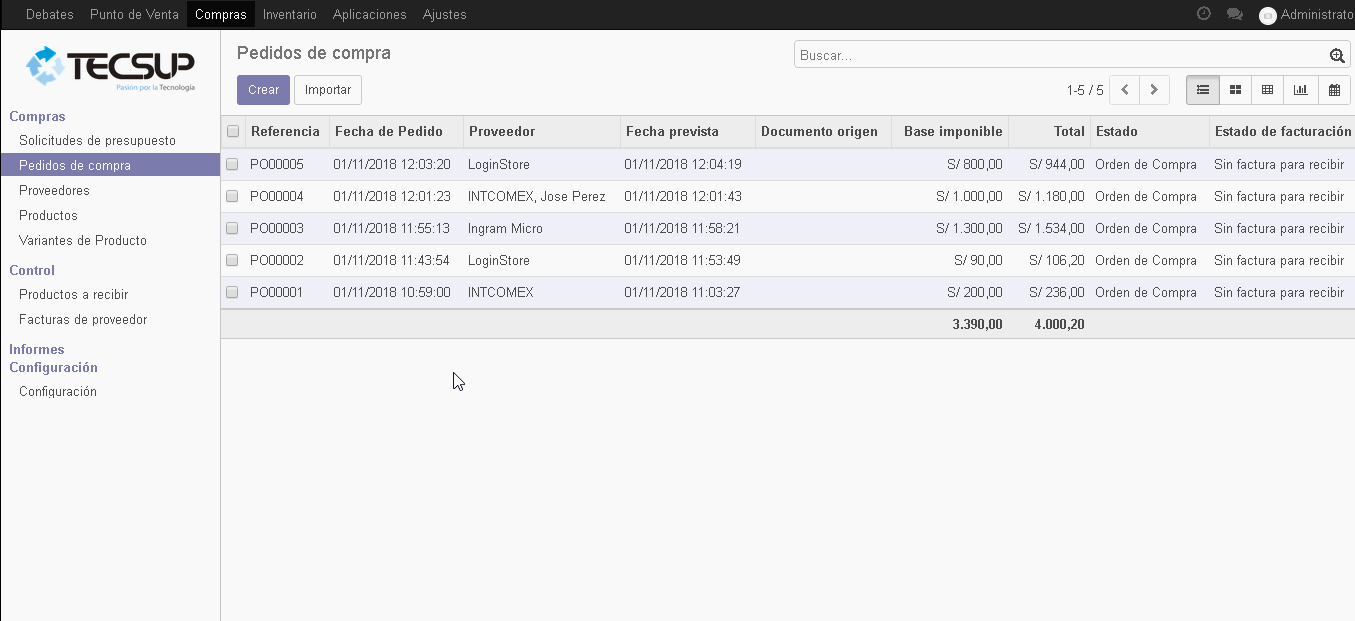 Debates Punto de Venta Compras Inventario Aplicaciones Ajustes Administrato
TECSUP
Pasión por la Tecnología
Compras
Solicitudes de presupuesto
Pedidos de compra
Proveedores
Productos
Variantes de Producto
Control
Productos a recibir
Facturas de proveedor
Informes
Configuración
Configuración
Pedidos de compra
Buscar...
Crear Importar
1-5 / 5
Referencia Fecha de Pedido Proveedor Fecha prevista Documento origen Base imponible Total Estado Estado de facturación
PO00005 01/11/2018 12:03:20 LoginStore 01/11/2018 12:04:19 S/ 800,00 S/ 944,00 Orden de Compra Sin factura para recibir
PO00004 01/11/2018 12:01:23 INTCOMEX, Jose Perez 01/11/2018 12:01:43 S/ 1.000,00 S/ 1.180,00 Orden de Compra Sin factura para recibir
PO00003 01/11/2018 11:55:13 Ingram Micro 01/11/2018 11:58:21 S/ 1.300,00 S/ 1.534,00 Orden de Compra Sin factura para recibir
PO00002 01/11/2018 11:43:54 LoginStore 01/11/2018 11:53:49 S/ 90,00 S/ 106,20 Orden de Compra Sin factura para recibir
PO00001 01/11/2018 10:59:00 INTCOMEX 01/11/2018 11:03:27 S/ 200,00 S/ 236,00 Orden de Compra Sin factura para recibir
3.390,00 4.000,20